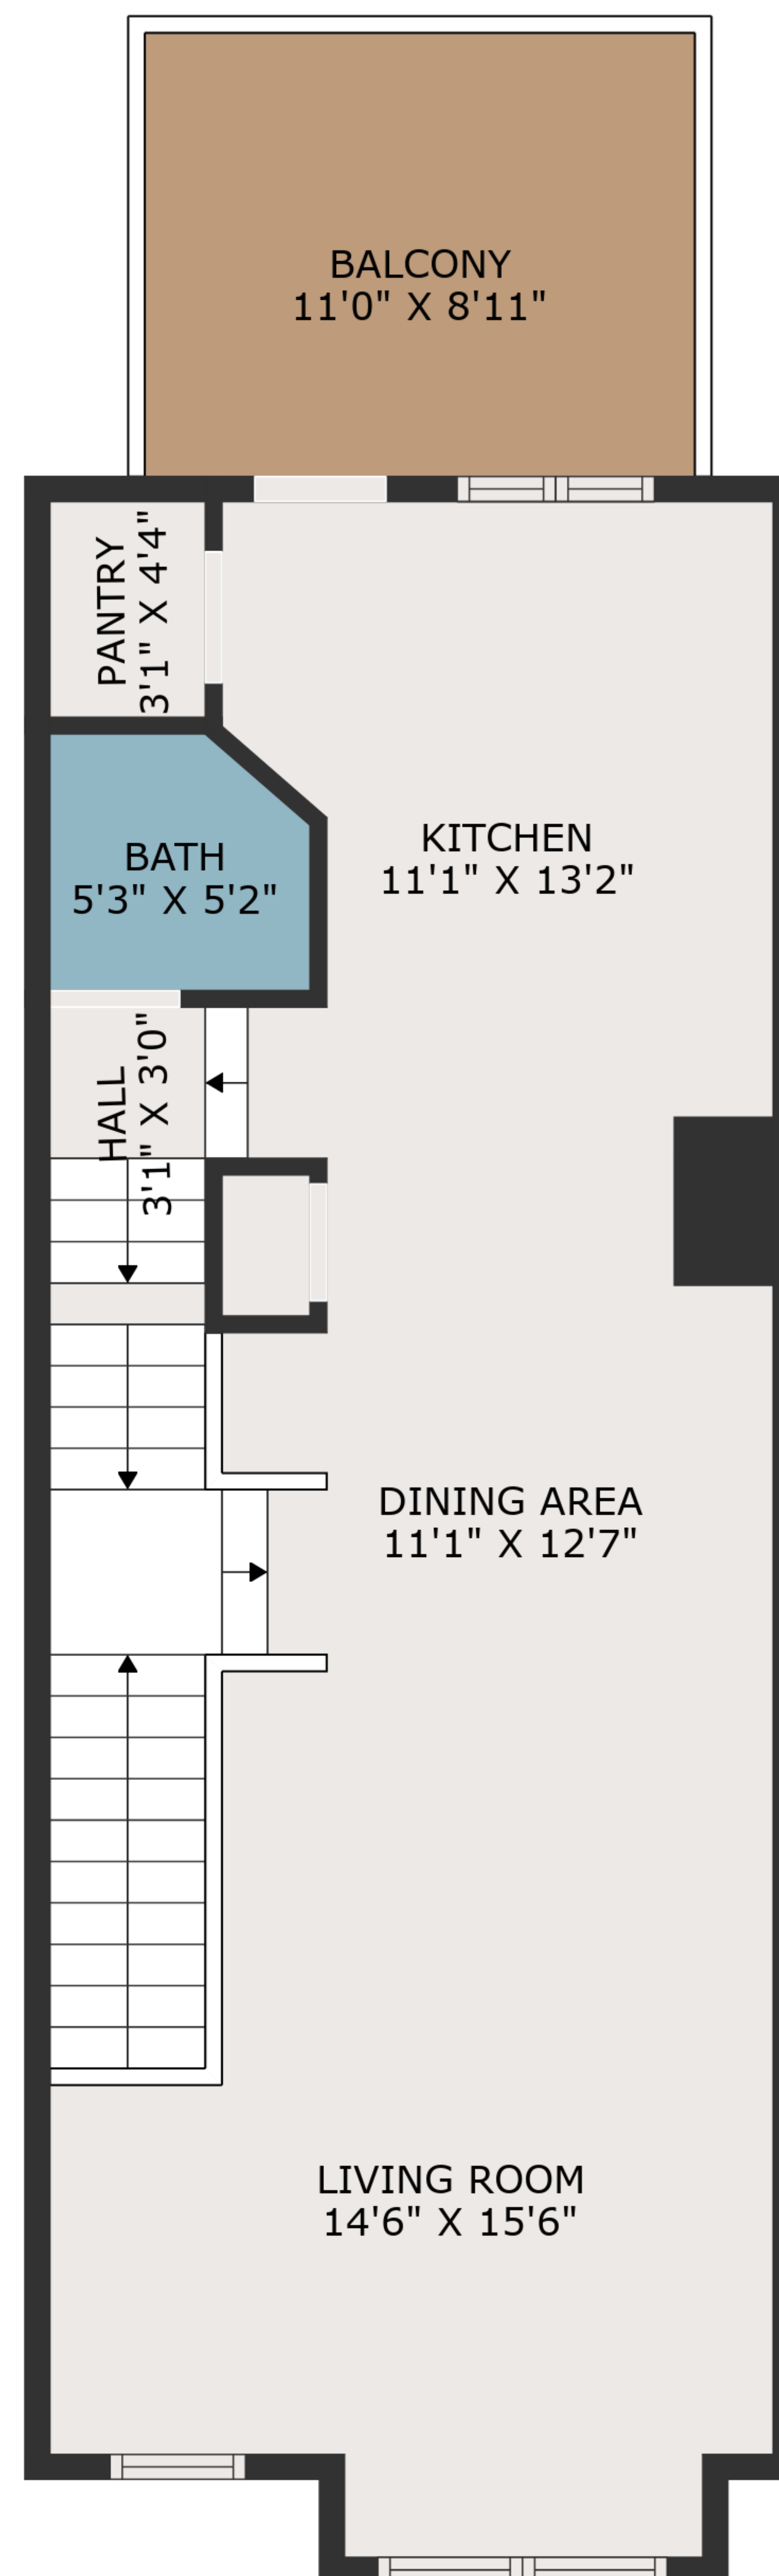 BALCONY
11'0" X 8'11"
PANTRY
3'1" X 4'4"
KITCHEN
11'1" X 13'2"
BATH
5'3" X 5'2"
HALL
3'1" X 3'0"
DINING AREA
11'1" X 12'7"
LIVING ROOM
14'6" X 15'6"